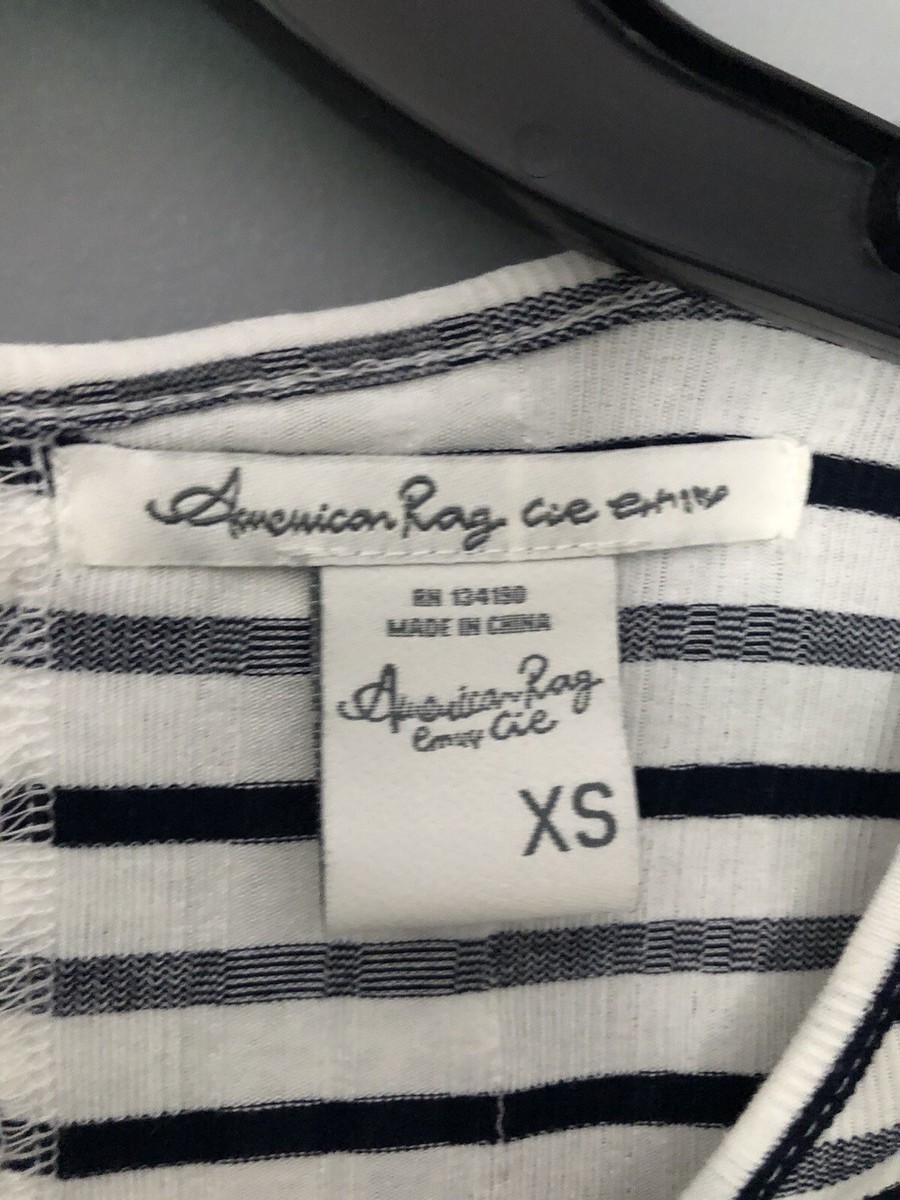 American Rag Cie
RN 134190
MADE IN CHINA
American Rag
Cie
XS